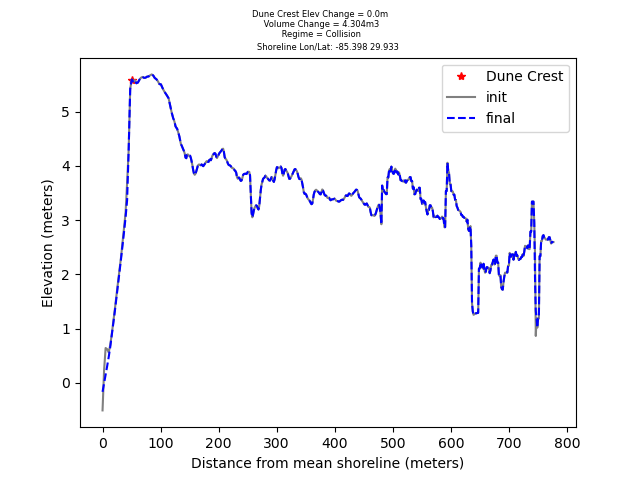 Dune Crest Elev Change = 0.0m
Volume Change = 4.304m3
Regime = Collision
Shoreline Lon/Lat: -85.398 29.933
Dune Crest
init
final
Elevation (meters)
5
4
3
2
1
0
0 100 200 300 400 500 600 700 800
Distance from mean shoreline (meters)